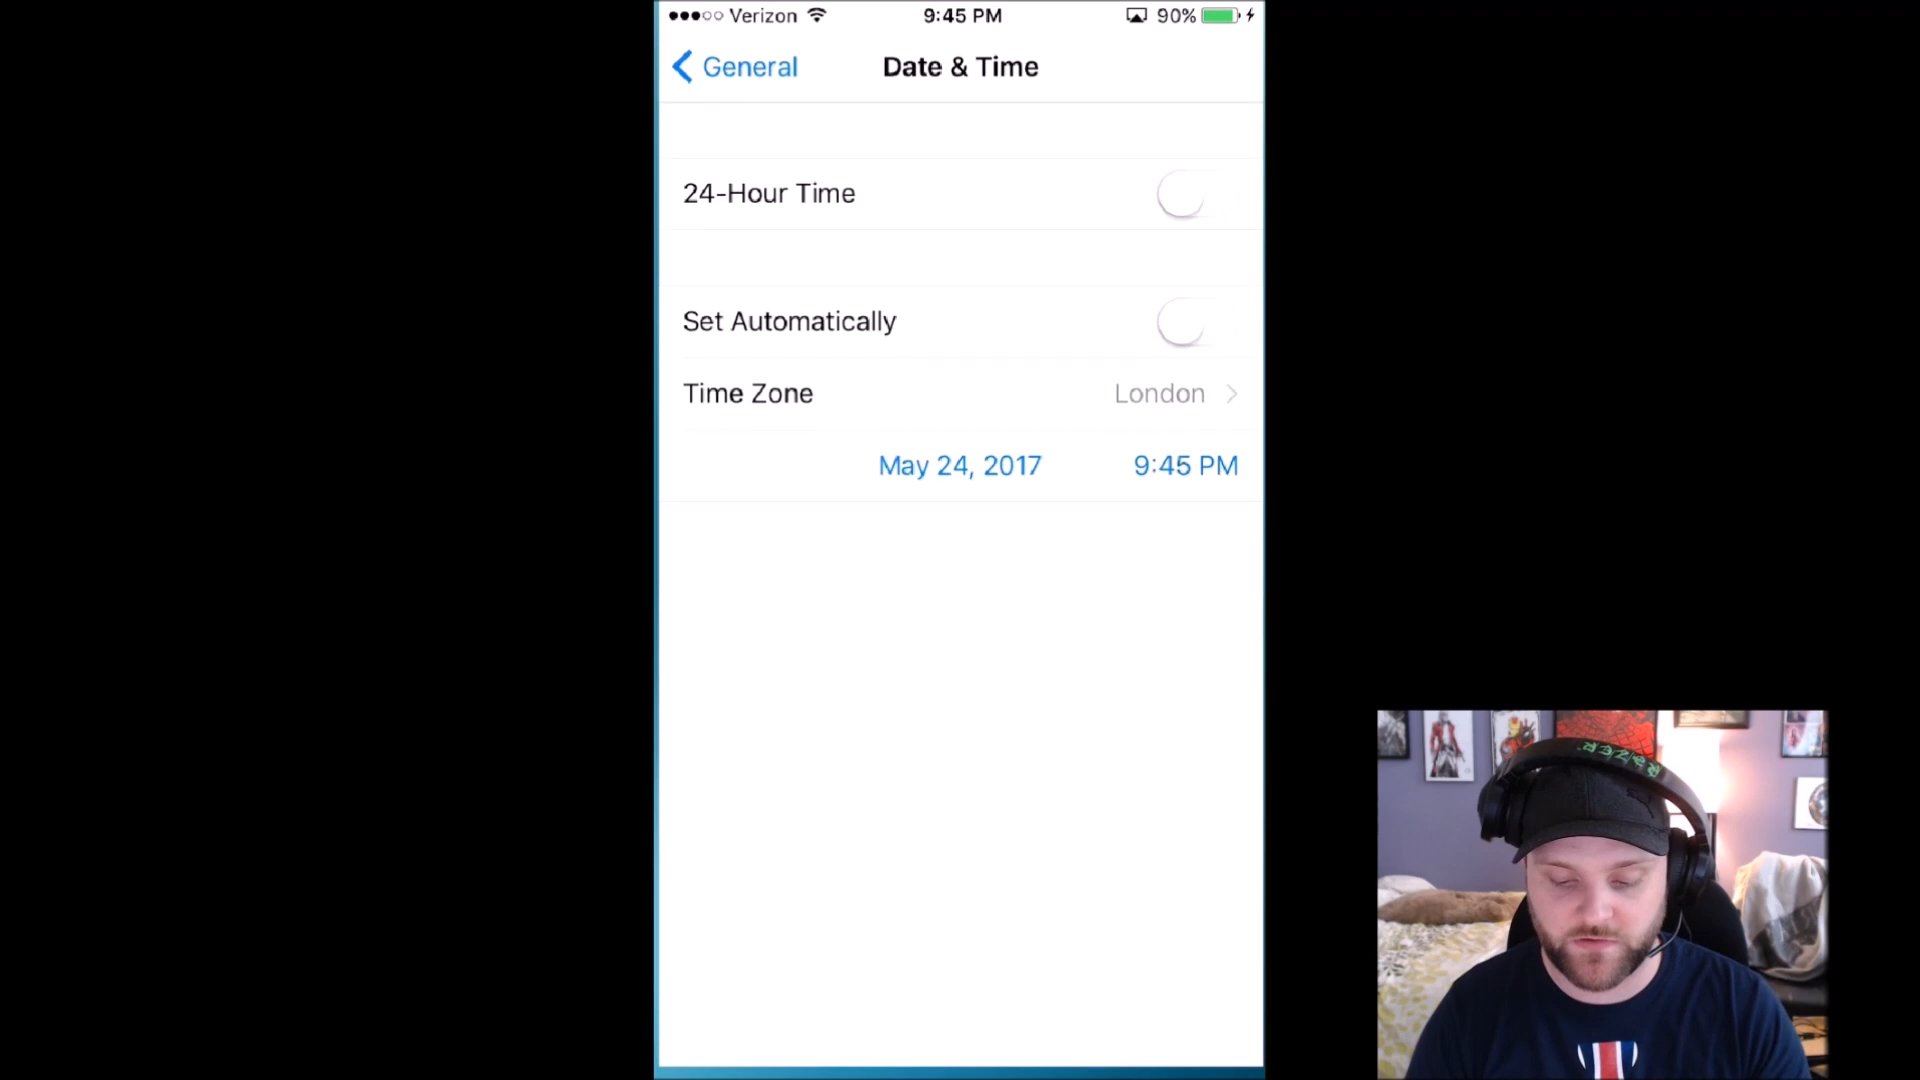 Verizon 9:45 PM 90%
General Date & Time
24-Hour Time
Set Automatically
Time Zone London
May 24, 2017 9:45 PM
RAZER